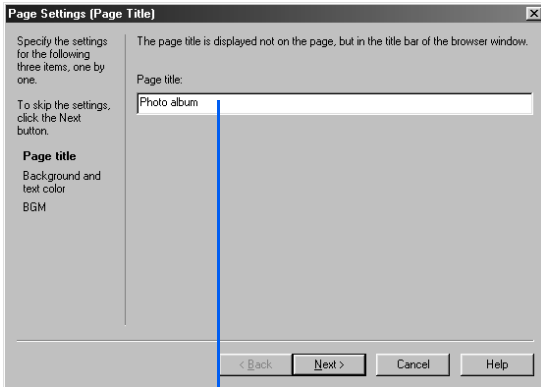 Page Settings (Page Title)
Specify the settings
for the following
three items, one by
one.
To skip the settings,
click the Next
button.
Page title
Background and
text color
BGM
The page title is displayed not on the page, but in the title bar of the browser window.
Page title:
Photo album
< Back
Next >
Cancel
Help